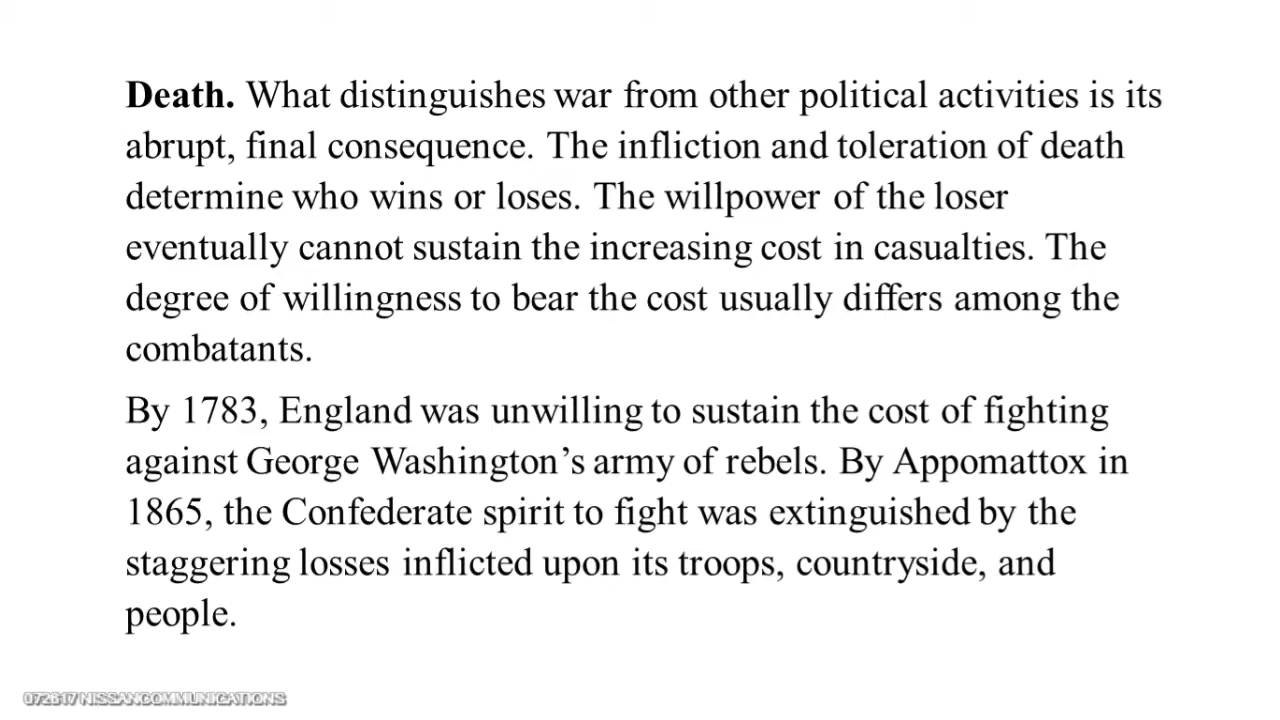 Death. What distinguishes war from other political activities is its
abrupt, final consequence. The infliction and toleration of death
determine who wins or loses. The willpower of the loser
eventually cannot sustain the increasing cost in casualties. The
degree of willingness to bear the cost usually differs among the
combatants.
By 1783, England was unwilling to sustain the cost of fighting
against George Washington’s army of rebels. By Appomattox in
1865, the Confederate spirit to fight was extinguished by the
staggering losses inflicted upon its troops, countryside, and
people.
072617 NISSANCOMMUNICATIONS